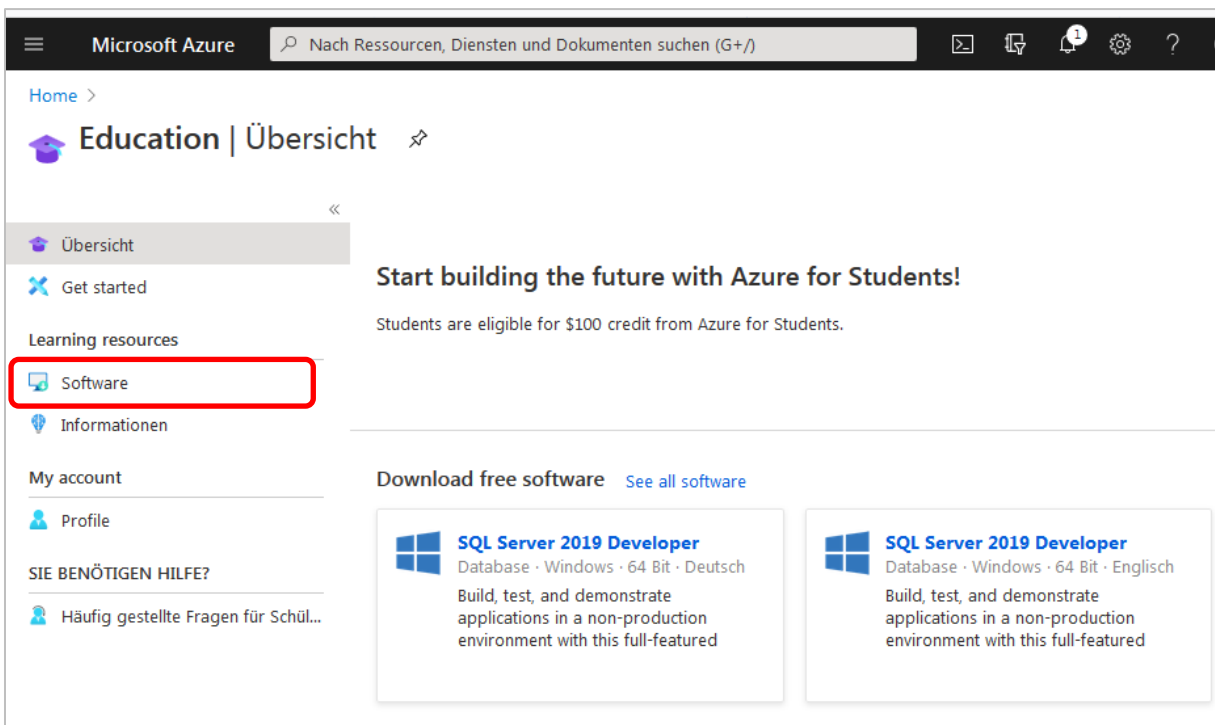 Microsoft Azure
Nach Ressourcen, Diensten und Dokumenten suchen (G+/)
1
?
Home >
Education | Übersicht
«
Übersicht
Get started
Learning resources
Software
Informationen
My account
Profile
SIE BENÖTIGEN HILFE?
Häufig gestellte Fragen für Schül...
Start building the future with Azure for Students!
Students are eligible for $100 credit from Azure for Students.
Download free software See all software
SQL Server 2019 Developer
Database · Windows · 64 Bit · Deutsch
Build, test, and demonstrate
applications in a non-production
environment with this full-featured
SQL Server 2019 Developer
Database · Windows · 64 Bit · Englisch
Build, test, and demonstrate
applications in a non-production
environment with this full-featured